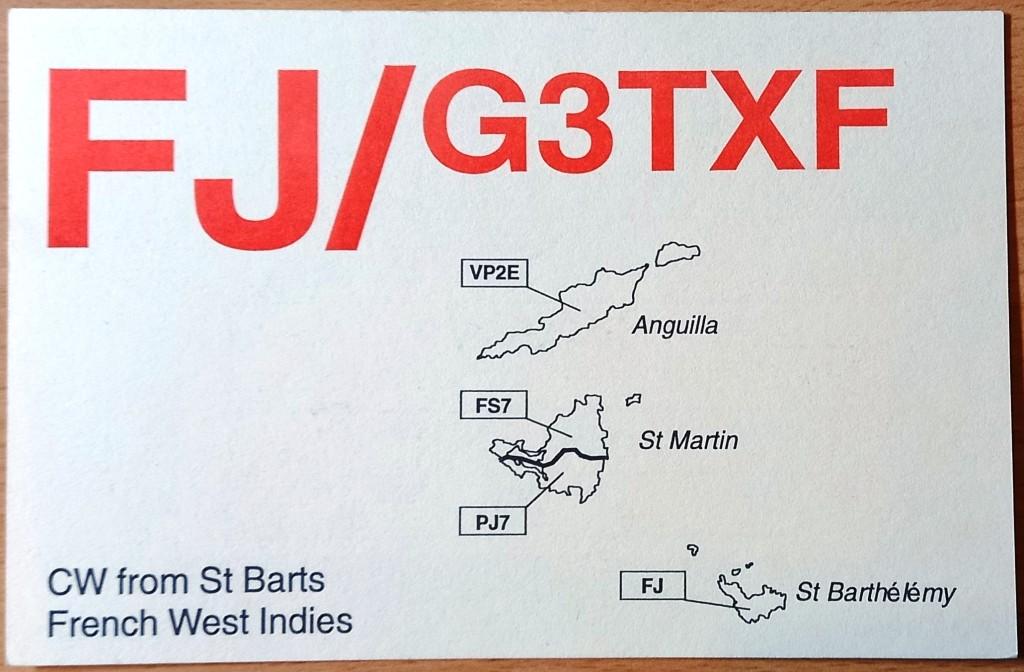 FJ/G3TXF
VP2E
Anguilla
FS7
St Martin
PJ7
FJ
St Barthélémy
CW from St Barts
French West Indies